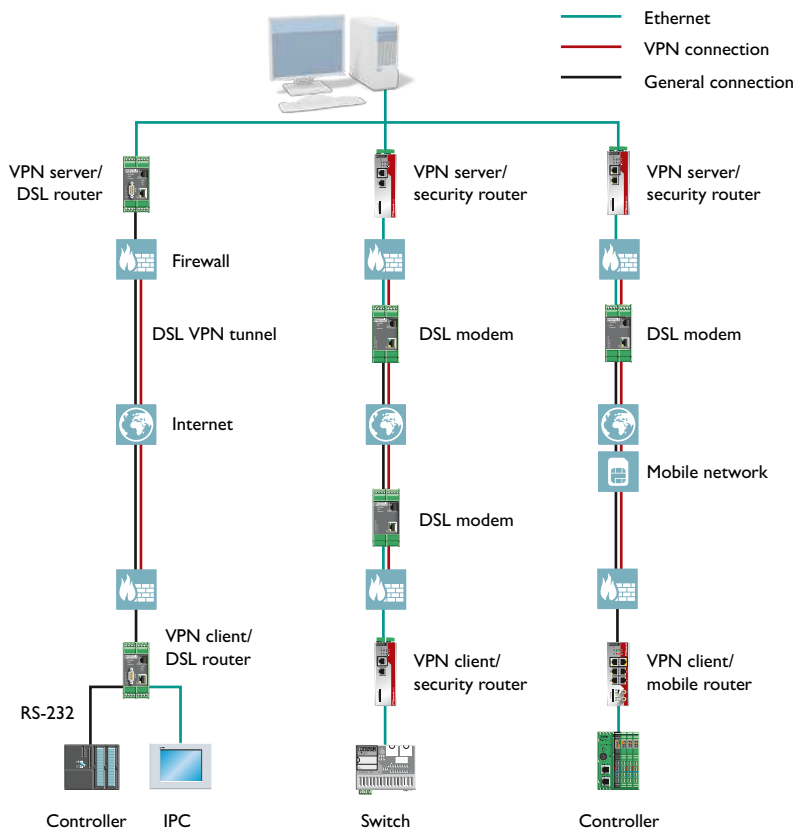 Ethernet
VPN connection
General connection
VPN server/
DSL router
VPN server/
security router
VPN server/
security router
Firewall
DSL VPN tunnel
DSL modem
DSL modem
Internet
Mobile network
DSL modem
VPN client/
DSL router
VPN client/
security router
VPN client/
mobile router
RS-232
Controller
IPC
Switch
Controller